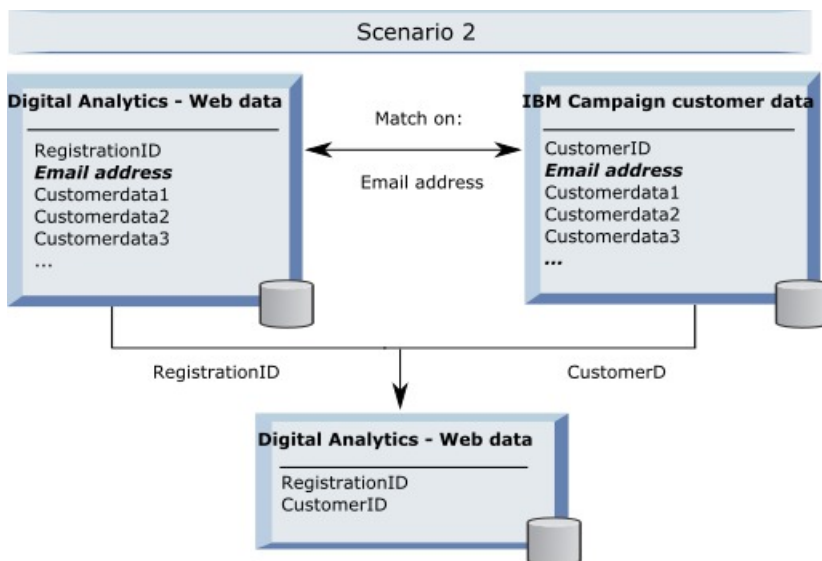 Scenario 2
Digital Analytics - Web data
RegistrationID
Email address
Customerdata1
Customerdata2
Customerdata3
...
Match on:
Email address
IBM Campaign customer data
CustomerID
Email address
Customerdata1
Customerdata2
Customerdata3
...
RegistrationID
CustomerD
Digital Analytics - Web data
RegistrationID
CustomerID